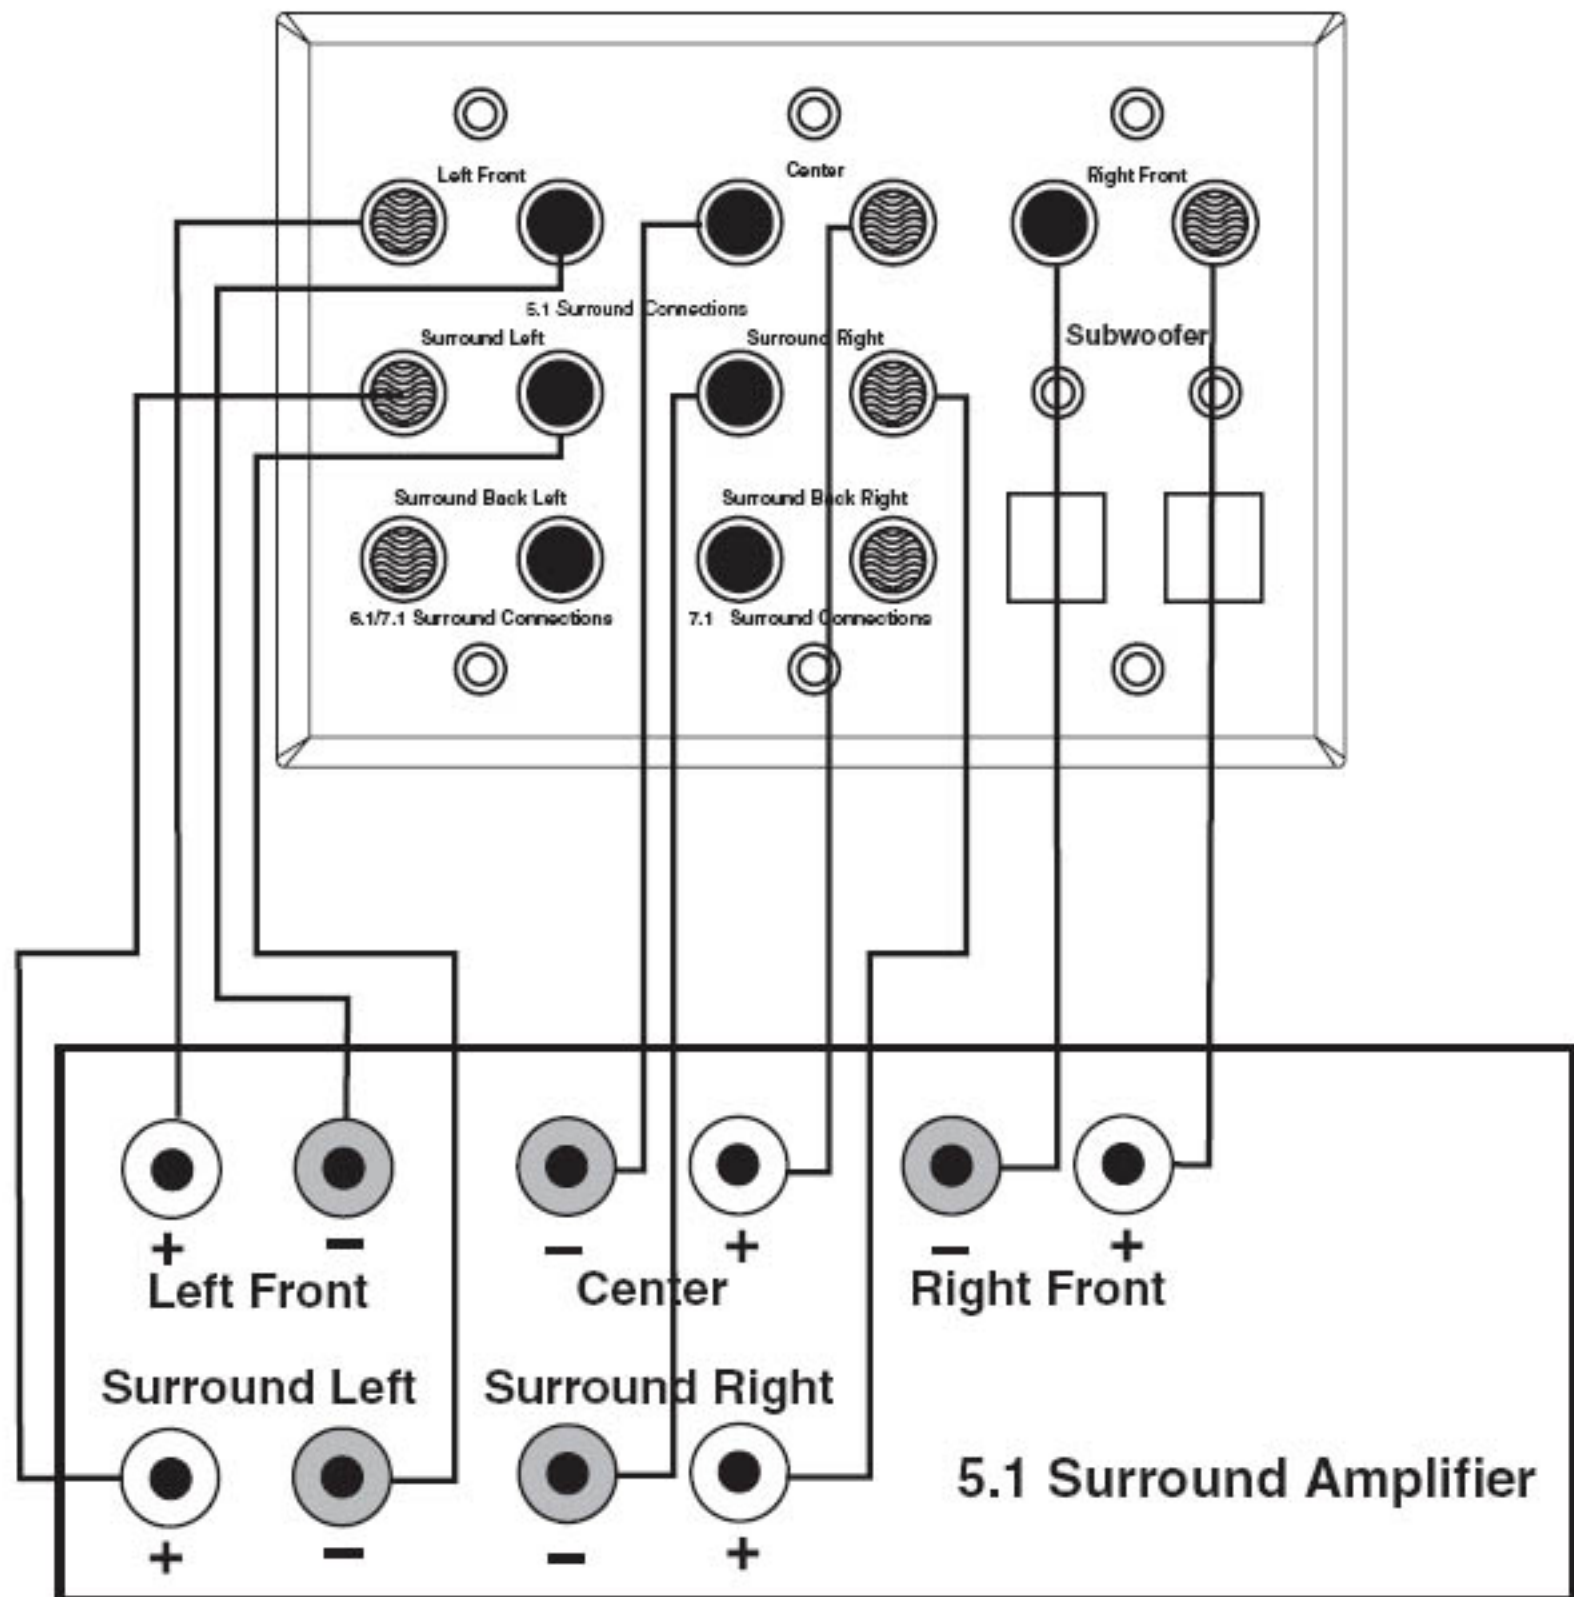 Left Front
Center
Right Front
5.1 Surround Connections
Surround Left
Surround Right
Subwoofer
Surround Back Left
Surround Back Right
6.1/7.1 Surround Connections
7.1 Surround Connections
+
−
−
+
−
+
Left Front
Center
Right Front
Surround Left
Surround Right
5.1 Surround Amplifier
+
−
−
+